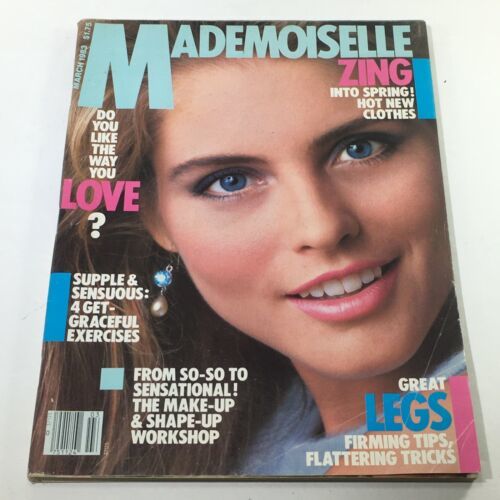 MADEMOISELLE
MARCH 1983 $1.75
ZING
INTO SPRING!
HOT NEW
CLOTHES
DO
YOU
LIKE
THE
WAY
YOU
LOVE
?
SUPPLE &
SENSUOUS:
4 GET-
GRACEFUL
EXERCISES
FROM SO-SO TO
SENSATIONAL!
THE MAKE-UP
& SHAPE-UP
WORKSHOP
GREAT
LEGS
FIRMING TIPS,
FLATTERING TRICKS